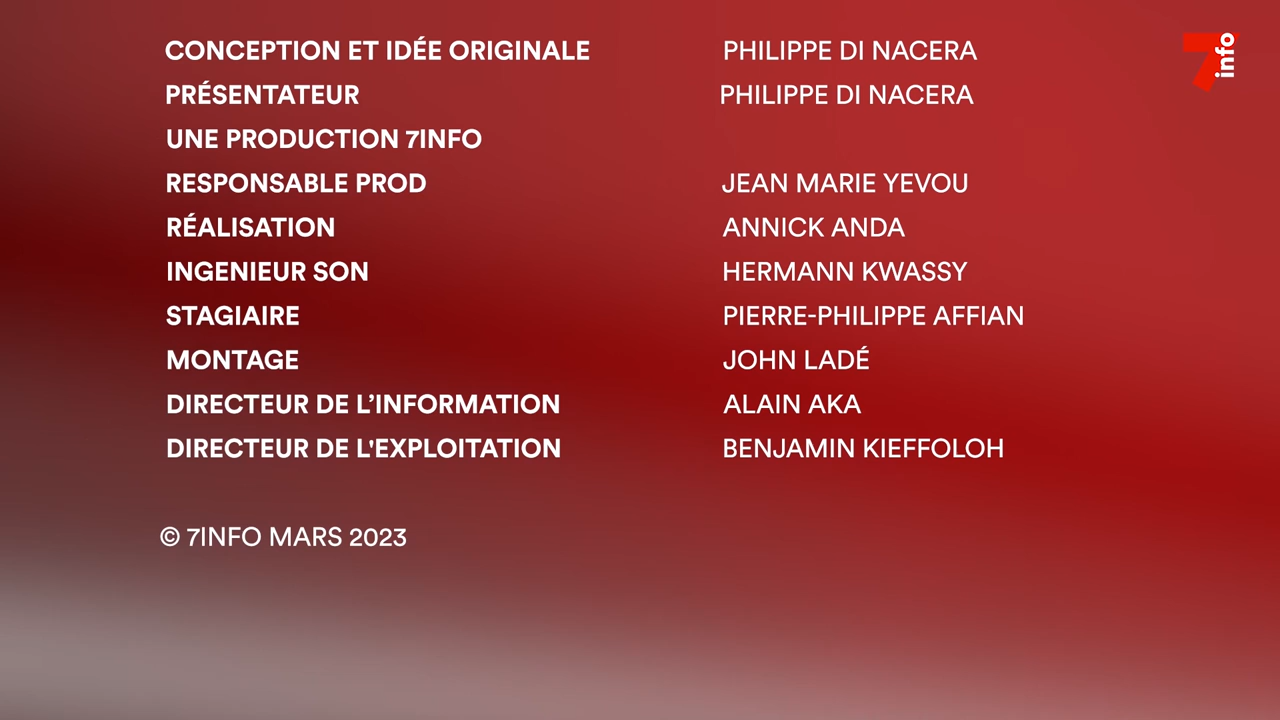 CONCEPTION ET IDÉE ORIGINALE PHILIPPE DI NACERA
PRÉSENTATEUR PHILIPPE DI NACERA
UNE PRODUCTION 7INFO
RESPONSABLE PROD JEAN MARIE YEVOU
RÉALISATION ANNICK ANDA
INGENIEUR SON HERMANN KWASSY
STAGIAIRE PIERRE-PHILIPPE AFFIAN
MONTAGE JOHN LADÉ
DIRECTEUR DE L’INFORMATION ALAIN AKA
DIRECTEUR DE L'EXPLOITATION BENJAMIN KIEFFOLOH
© 7INFO MARS 2023
7info